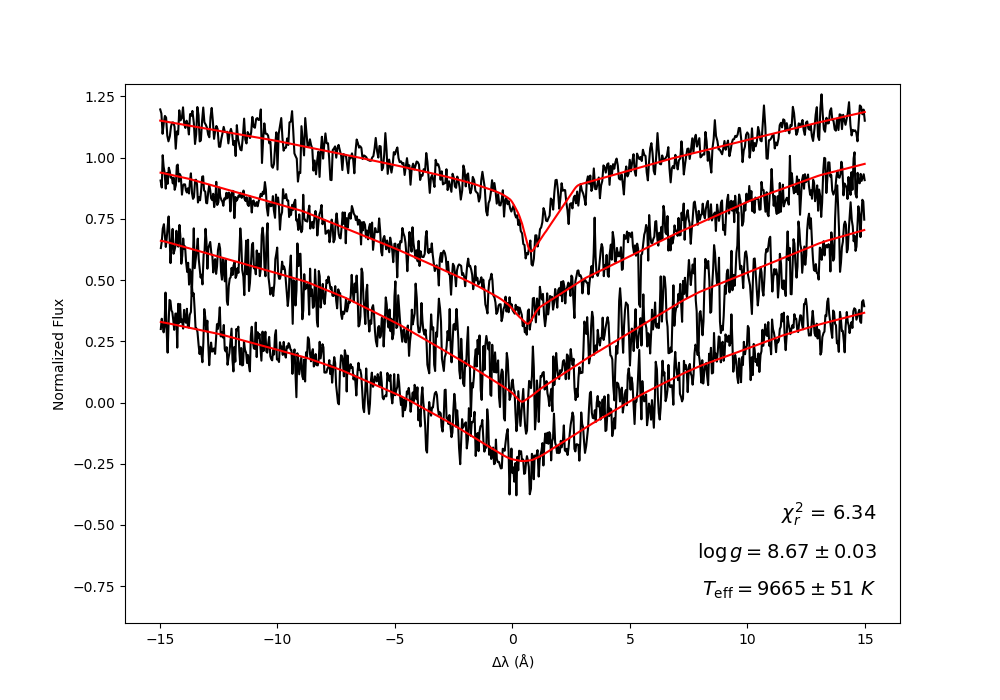 1.25
1.00
0.75
0.50
0.25
0.00
−0.25
−0.50
−0.75
Normalized Flux
χ²ᵣ = 6.34
log g = 8.67 ± 0.03
T_eff = 9665 ± 51 K
−15 −10 −5 0 5 10 15
Δλ (Å)